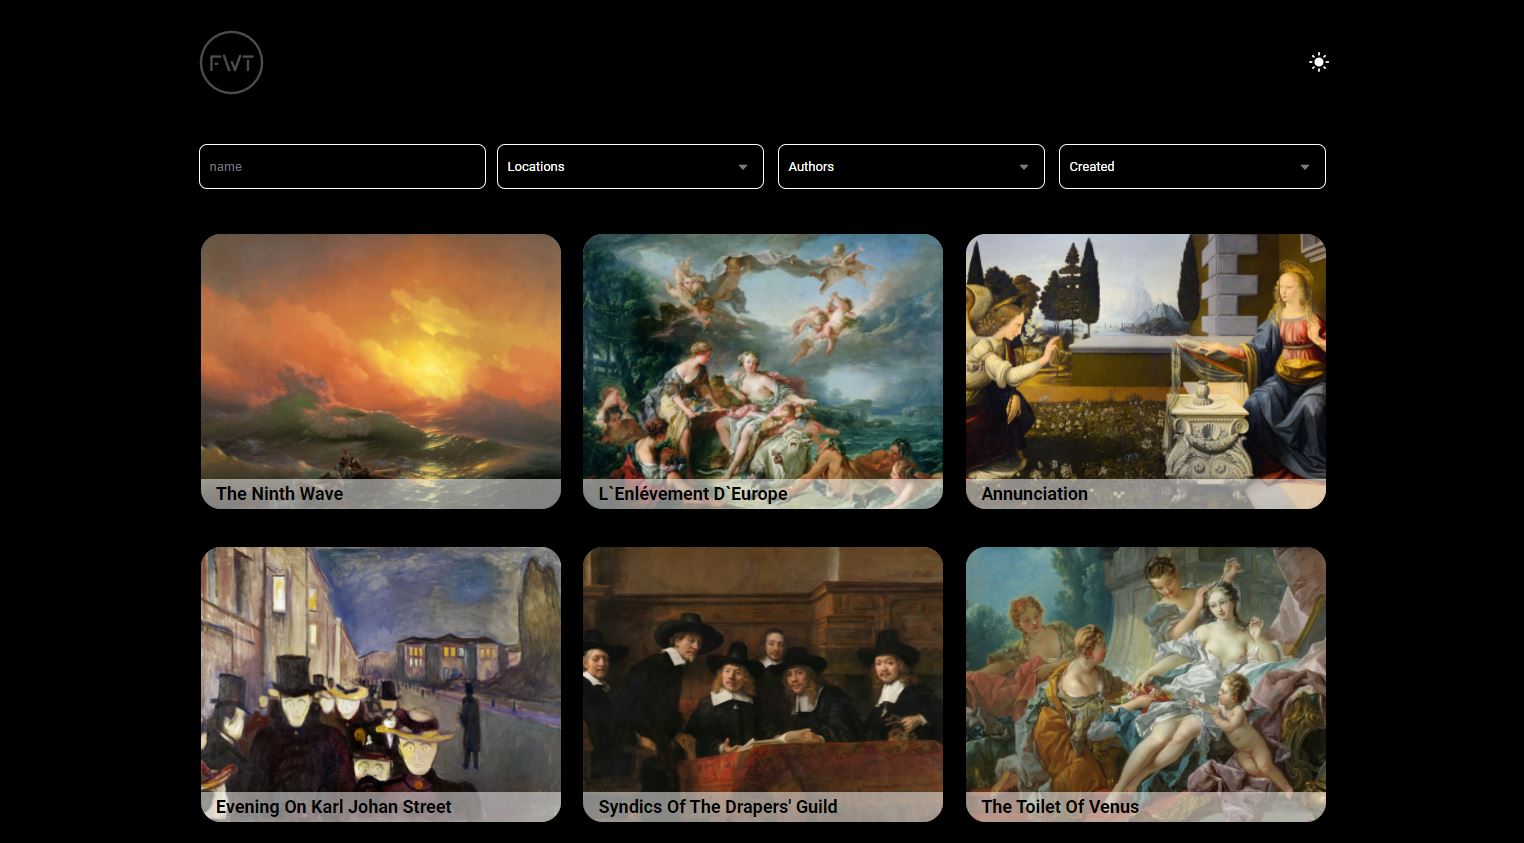 FWT
name
Locations
Authors
Created
The Ninth Wave
L`Enlévement D`Europe
Annunciation
Evening On Karl Johan Street
Syndics Of The Drapers' Guild
The Toilet Of Venus